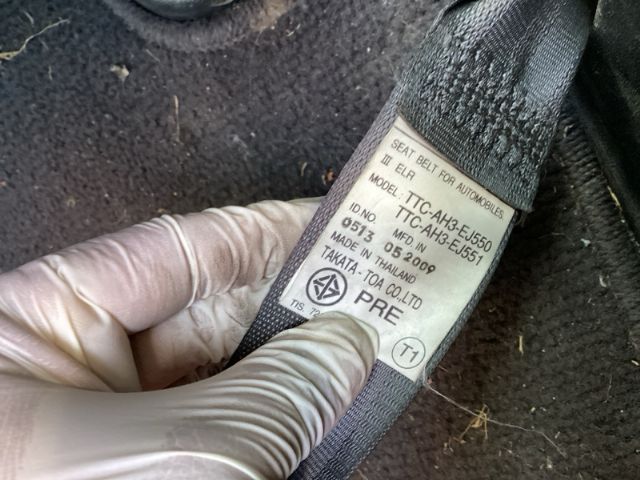 SEAT BELT FOR AUTOMOBILES,
III ELR
MODEL: TTC-AH3-EJ550
TTC-AH3-EJ551
ID.NO. MFD. IN
0513 05 2009
MADE IN THAILAND
TAKATA-TOA CO.,LTD
PRE
TIS.
T1